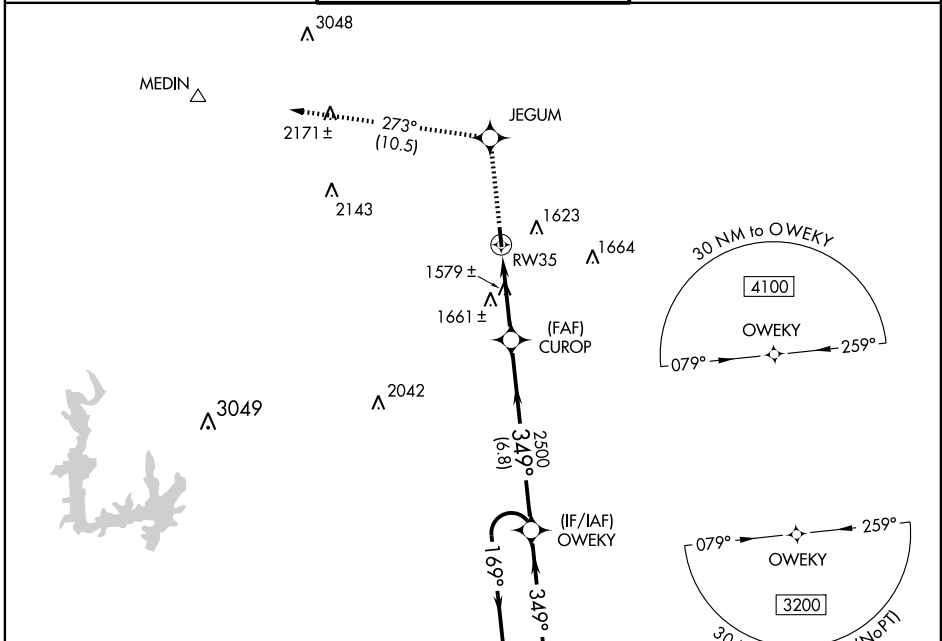 3048
MEDIN
JEGUM
273°
(10.5)
2171 ±
2143
1623
1664
RW35
1579 ±
1661 ±
(FAF)
CUROP
30 NM to OWEKY
4100
OWEKY
079°
259°
2042
3049
2500
349°
(6.8)
(IF/IAF)
OWEKY
169°
349°
079°
259°
OWEKY
3200
30
(NoPT)